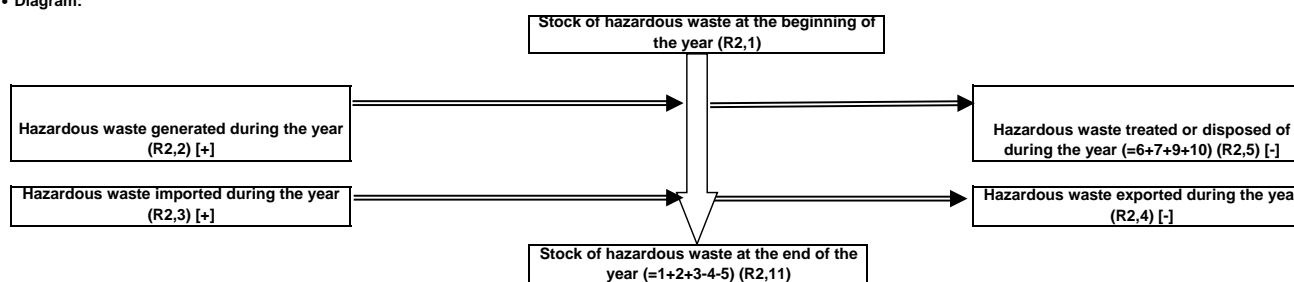 • Diagram:
Stock of hazardous waste at the beginning of
the year (R2,1)
Hazardous waste generated during the year
(R2,2) [+]
Hazardous waste treated or disposed of
during the year (=6+7+9+10) (R2,5) [-]
Hazardous waste imported during the year
(R2,3) [+]
Hazardous waste exported during the year
(R2,4) [-]
Stock of hazardous waste at the end of the
year (=1+2+3-4-5) (R2,11)